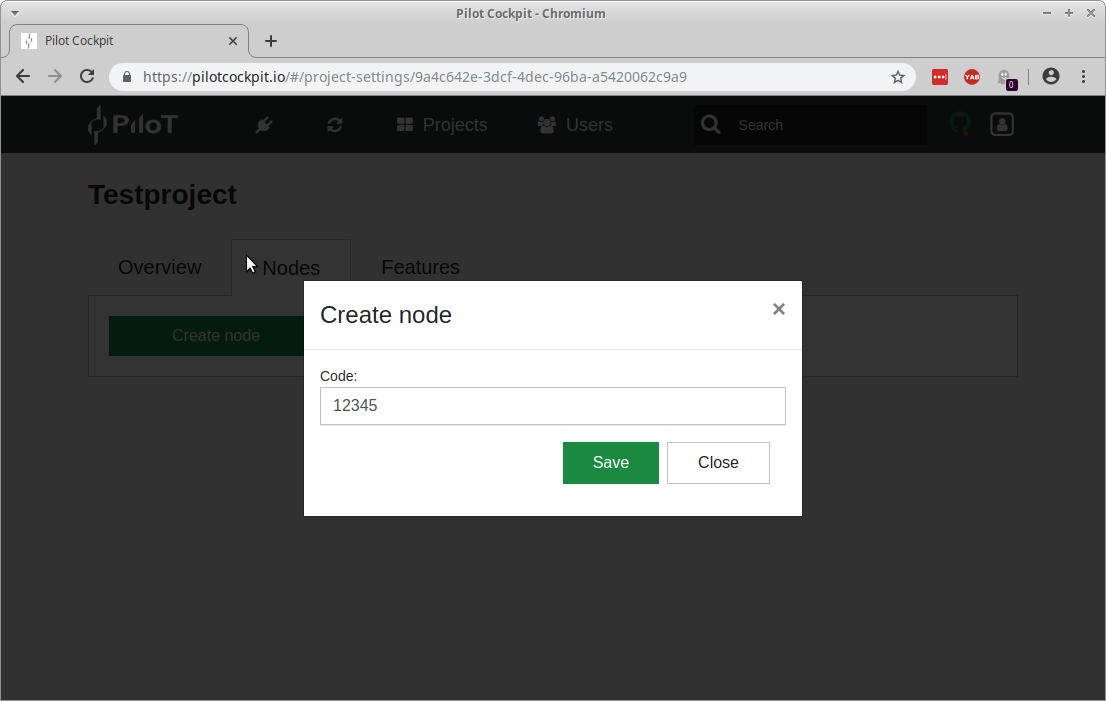 Pilot Cockpit - Chromium
Pilot Cockpit
https://pilotcockpit.io/#/project-settings/9a4c642e-3dcf-4dec-96ba-a5420062c9a9
YAB
0
PiloT Projects Users Search
Testproject
Overview Nodes Features
Create node
Create node
Code:
12345
Save Close